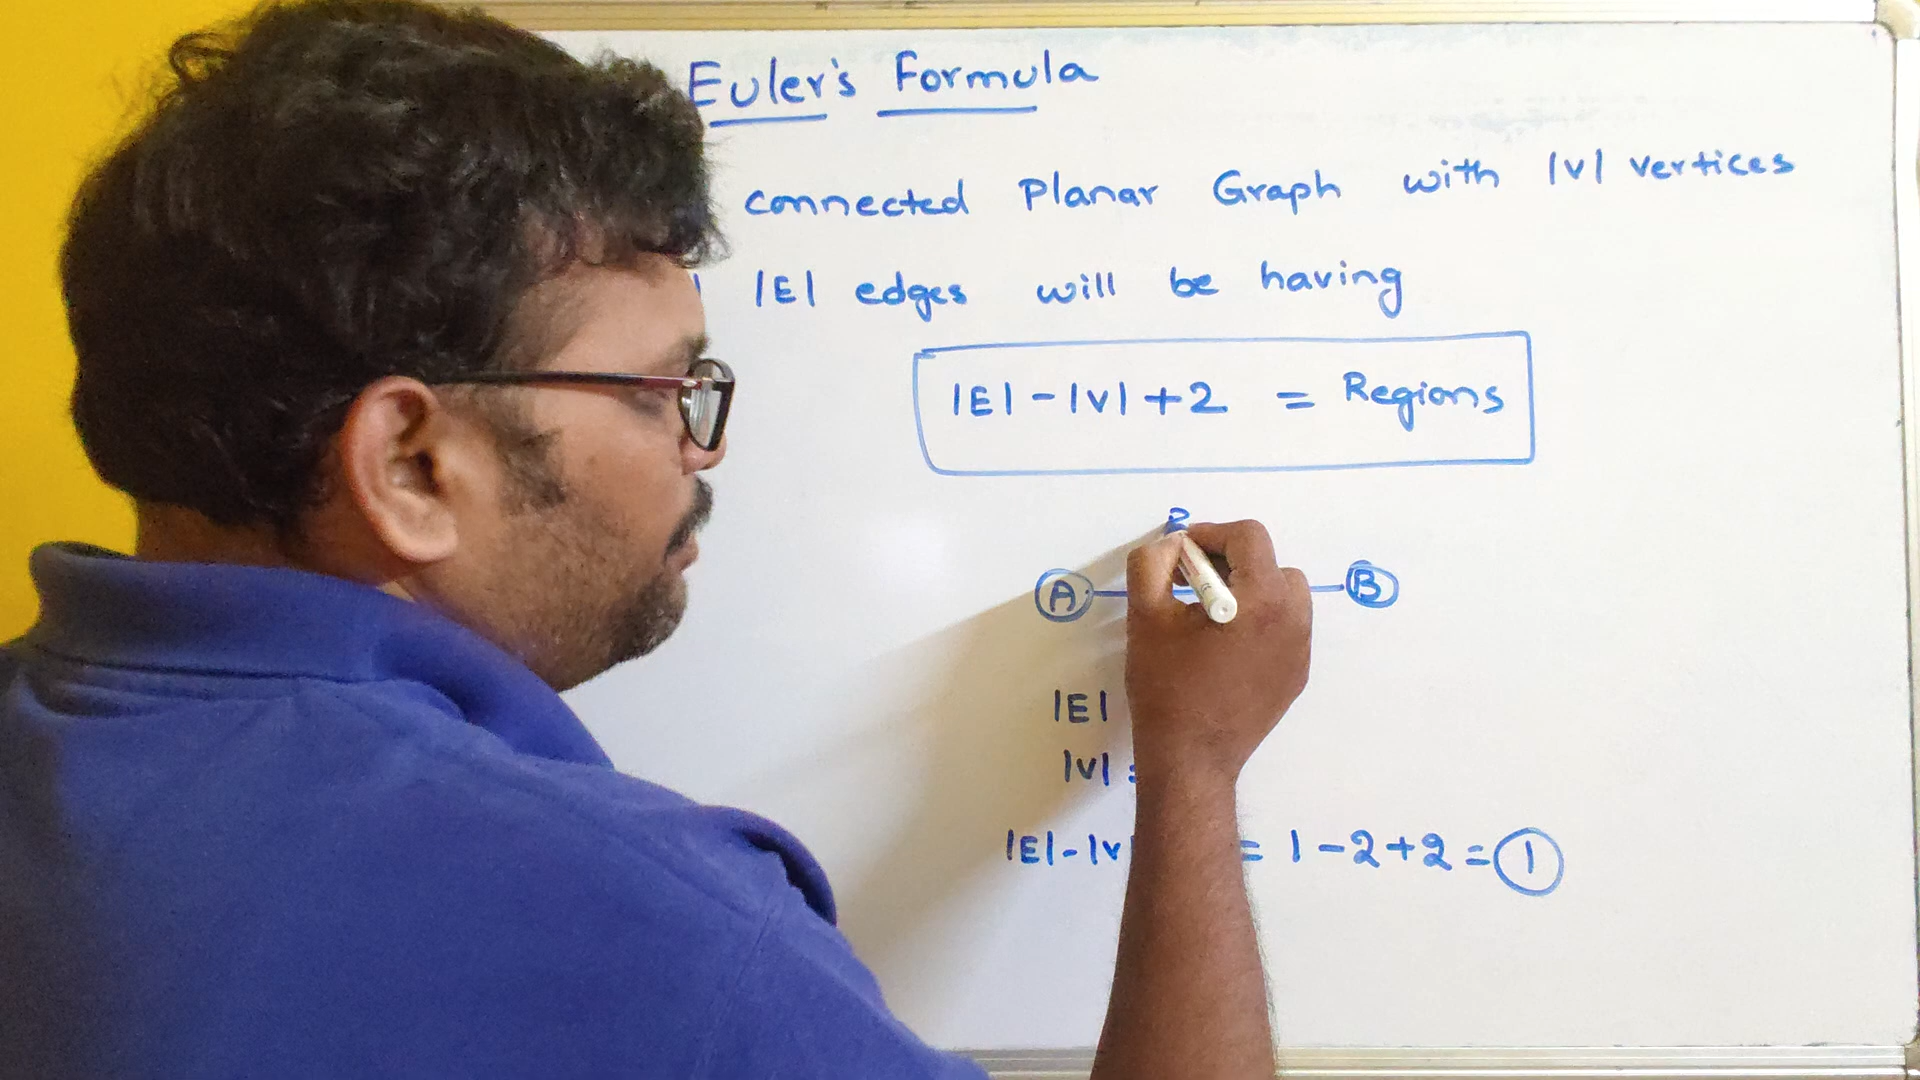 Euler's Formula
connected Planar Graph with |V| vertices
|E| edges will be having
|E| - |V| + 2 = Regions
R
A B
|E|
|V| =
|E| - |V| = 1 - 2 + 2 = 1